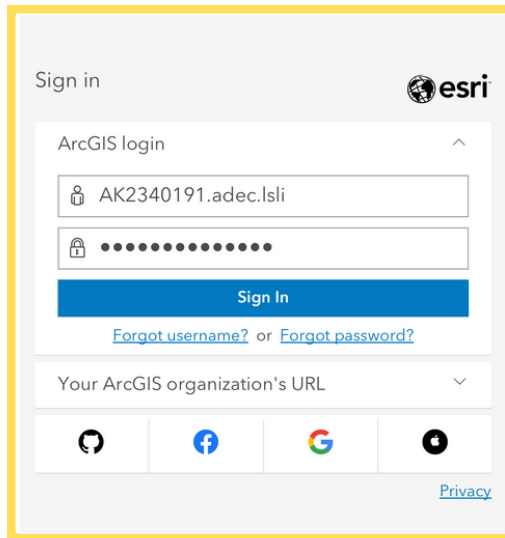 Sign in
esri
ArcGIS login
AK2340191.adec.lsli
••••••••••••••
Sign In
Forgot username? or Forgot password?
Your ArcGIS organization's URL
Privacy